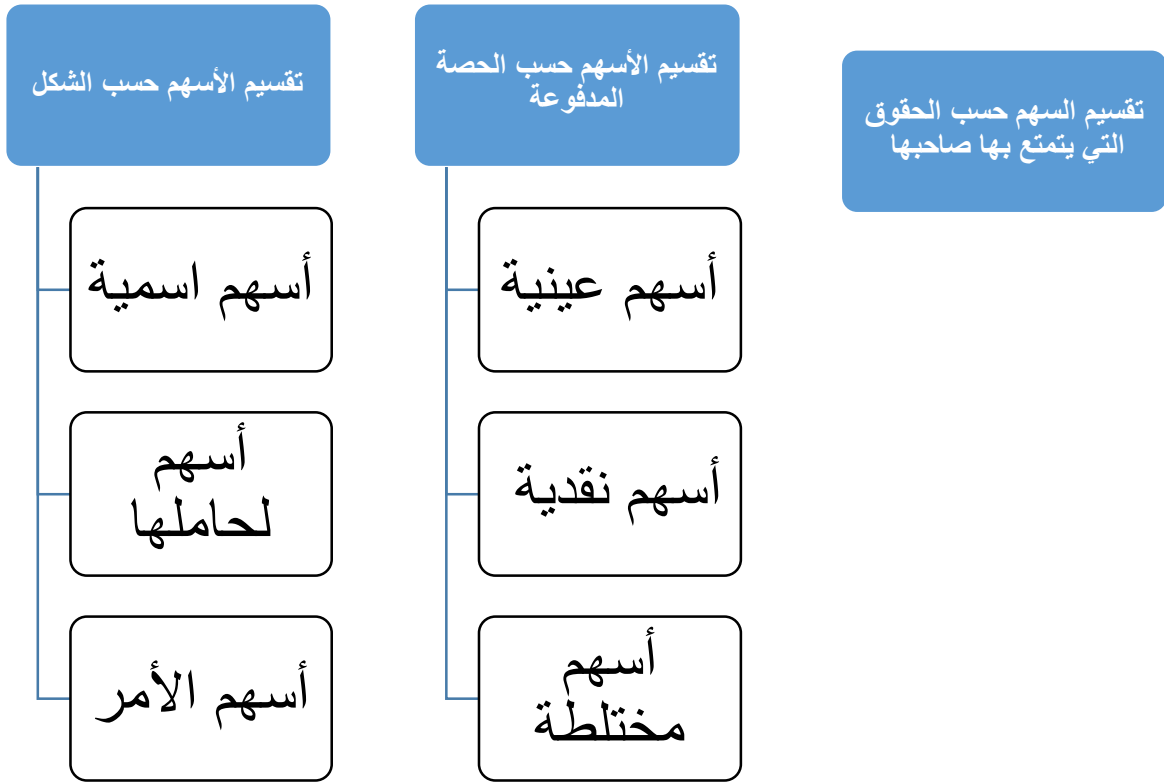 تقسيم السهم حسب الحقوق
التي يتمتع بها صاحبها
تقسيم الأسهم حسب الحصة
المدفوعة
أسهم عينية
أسهم نقدية
أسهم
مختلطة
تقسيم الأسهم حسب الشكل
أسهم اسمية
أسهم
لحاملها
أسهم الأمر